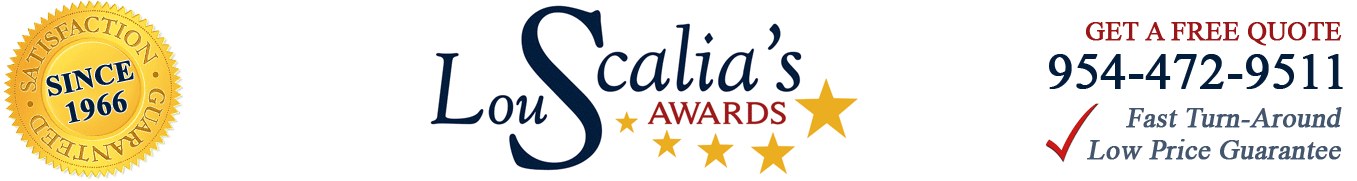 SATISFACTION
SINCE
1966
GUARANTEED
Lou Scalia's
AWARDS
GET A FREE QUOTE
954-472-9511
Fast Turn-Around
Low Price Guarantee